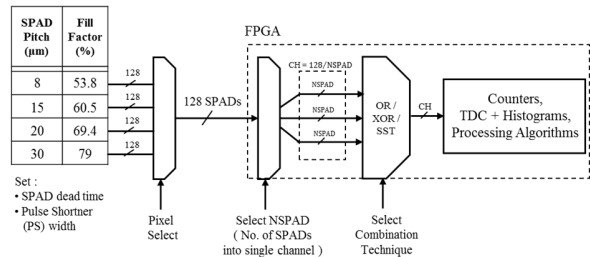 SPAD Pitch (μm)
Fill Factor (%)
8 53.8
15 60.5
20 69.4
30 79
128
128
128
128
Set :
• SPAD dead time
• Pulse Shortner
(PS) width
Pixel
Select
128 SPADs
FPGA
CH = 128/NSPAD
NSPAD
NSPAD
NSPAD
Select NSPAD
( No. of SPADs
into single channel )
OR /
XOR /
SST
Select
Combination
Technique
CH
Counters,
TDC + Histograms,
Processing Algorithms